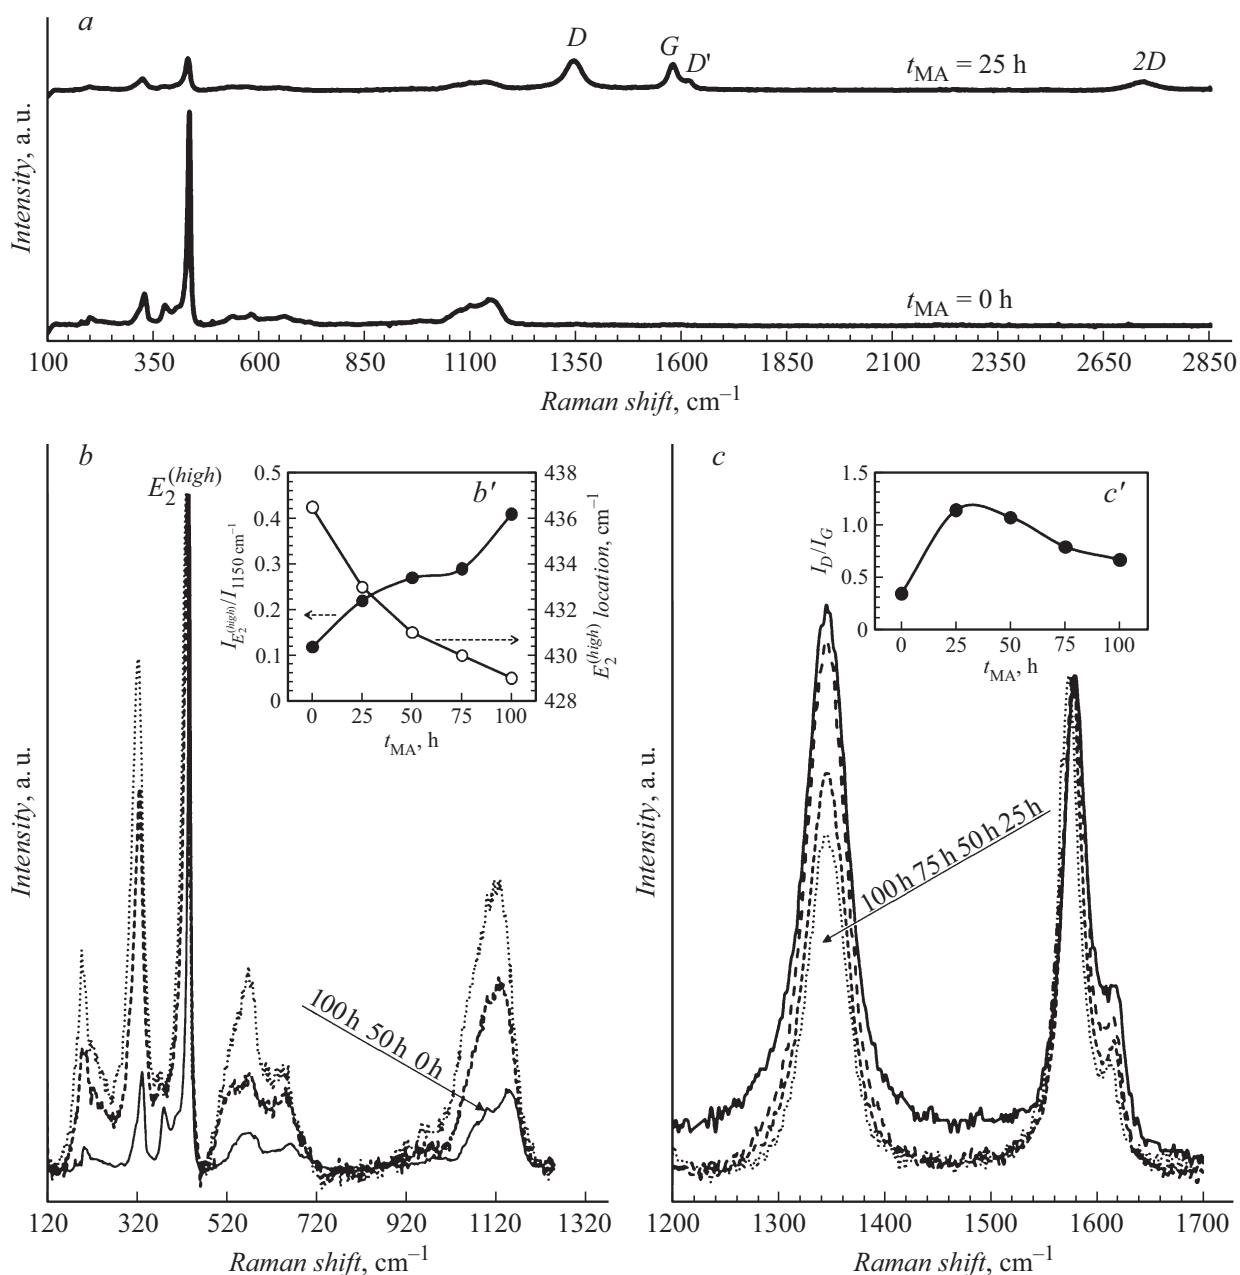 a
D
G
D'
t_MA = 25 h
2D
Intensity, a. u.
t_MA = 0 h
100 350 600 850 1100 1350 1600 1850 2100 2350 2650 2850
Raman shift, cm⁻¹
b
E₂^(high)
b'
0.5
0.4
0.3
0.2
0.1
0
I_E₂^(high)/I_1150 cm⁻¹
438
436
434
432
430
428
E₂^(high) location, cm⁻¹
0 25 50 75 100
t_MA, h
100 h 50 h 0 h
Intensity, a. u.
120 320 520 720 920 1120 1320
Raman shift, cm⁻¹
c
c'
1.5
1.0
0.5
0
I_D/I_G
0 25 50 75 100
t_MA, h
100 h 75 h 50 h 25 h
Intensity, a. u.
1200 1300 1400 1500 1600 1700
Raman shift, cm⁻¹